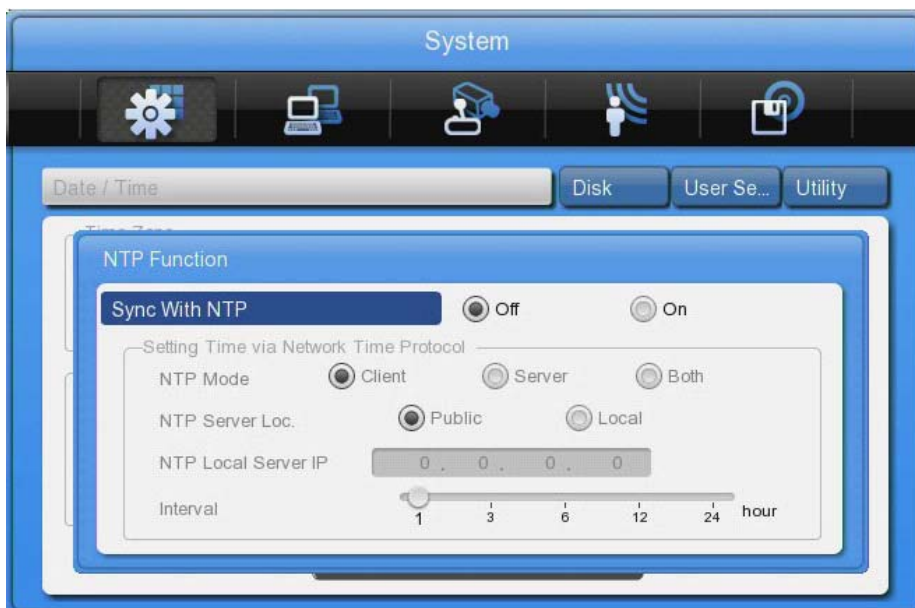 System
Date / Time
Disk
User Se...
Utility
Time Zone
NTP Function
Sync With NTP Off On
Setting Time via Network Time Protocol
NTP Mode Client Server Both
NTP Server Loc. Public Local
NTP Local Server IP 0 . 0 . 0 . 0
Interval 1 3 6 12 24 hour